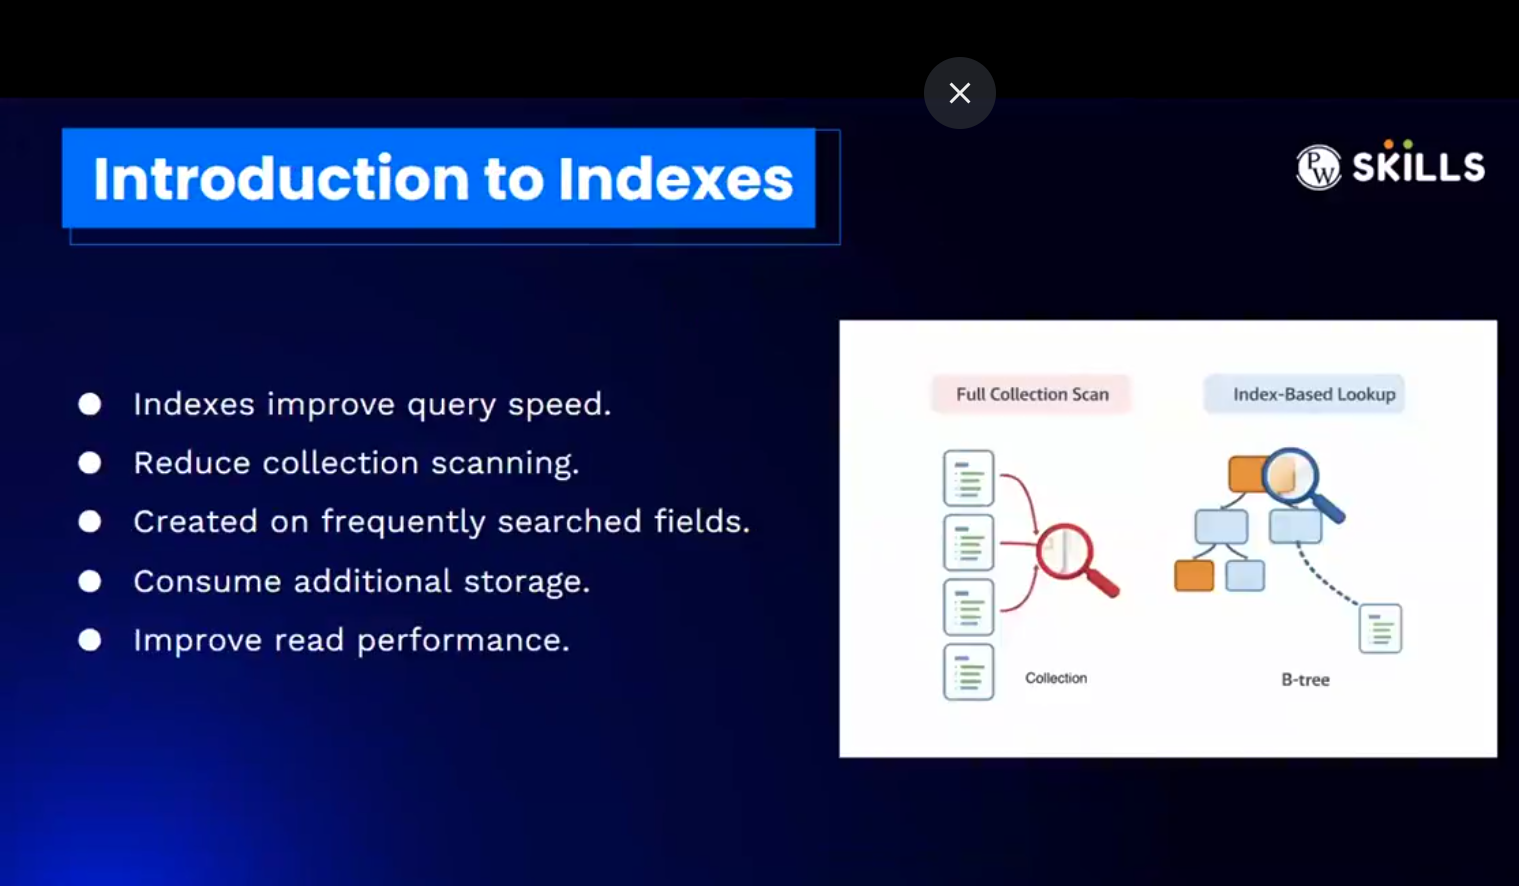 Introduction to Indexes
PW SKILLS
Indexes improve query speed.
Reduce collection scanning.
Created on frequently searched fields.
Consume additional storage.
Improve read performance.
Full Collection Scan
Index-Based Lookup
Collection
B-tree